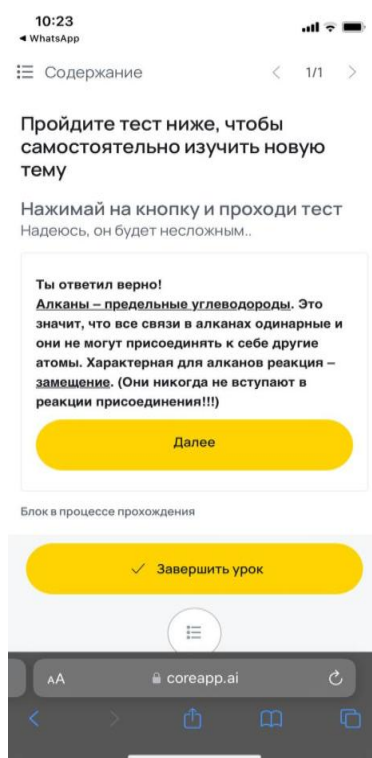 10:23
◀ WhatsApp
Содержание
1/1
Пройдите тест ниже, чтобы
самостоятельно изучить новую
тему
Нажимай на кнопку и проходи тест
Надеюсь, он будет несложным..
Ты ответил верно!
Алканы – предельные углеводороды. Это
значит, что все связи в алканах одинарные и
они не могут присоединять к себе другие
атомы. Характерная для алканов реакция –
замещение. (Они никогда не вступают в
реакции присоединения!!!)
Далее
Блок в процессе прохождения
Завершить урок
AA
coreapp.ai